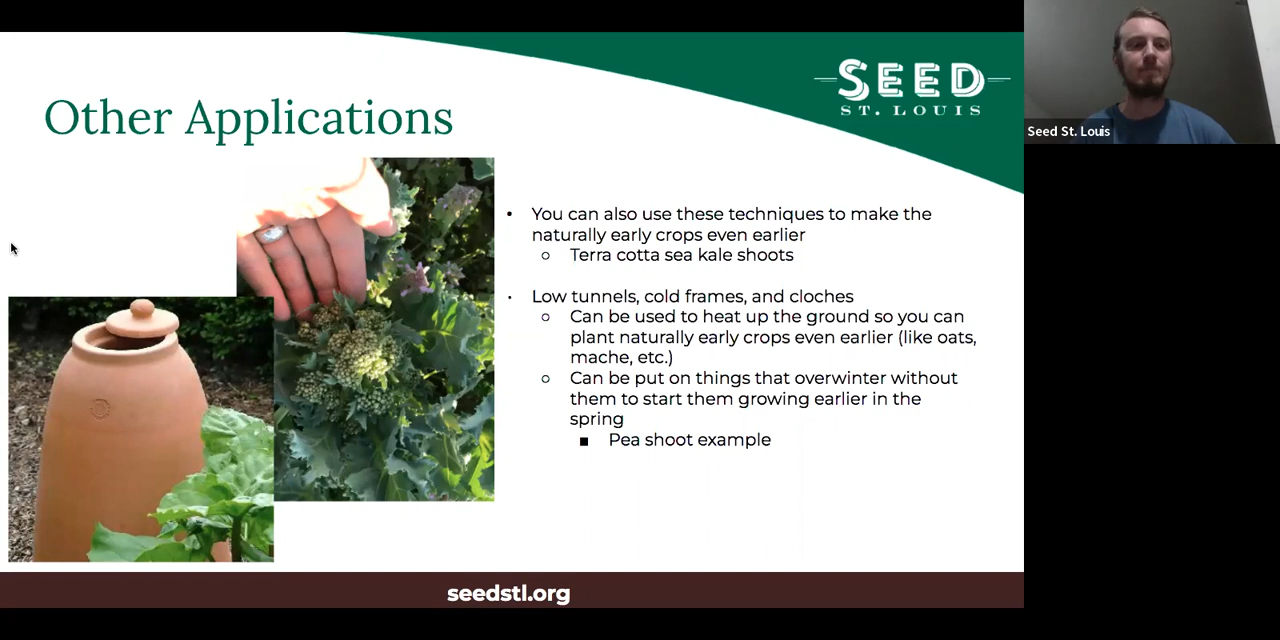 SEED
ST. LOUIS
Seed St. Louis
Other Applications
• You can also use these techniques to make the
naturally early crops even earlier
○ Terra cotta sea kale shoots
• Low tunnels, cold frames, and cloches
○ Can be used to heat up the ground so you can
plant naturally early crops even earlier (like oats,
mache, etc.)
○ Can be put on things that overwinter without
them to start them growing earlier in the
spring
■ Pea shoot example
seedstl.org